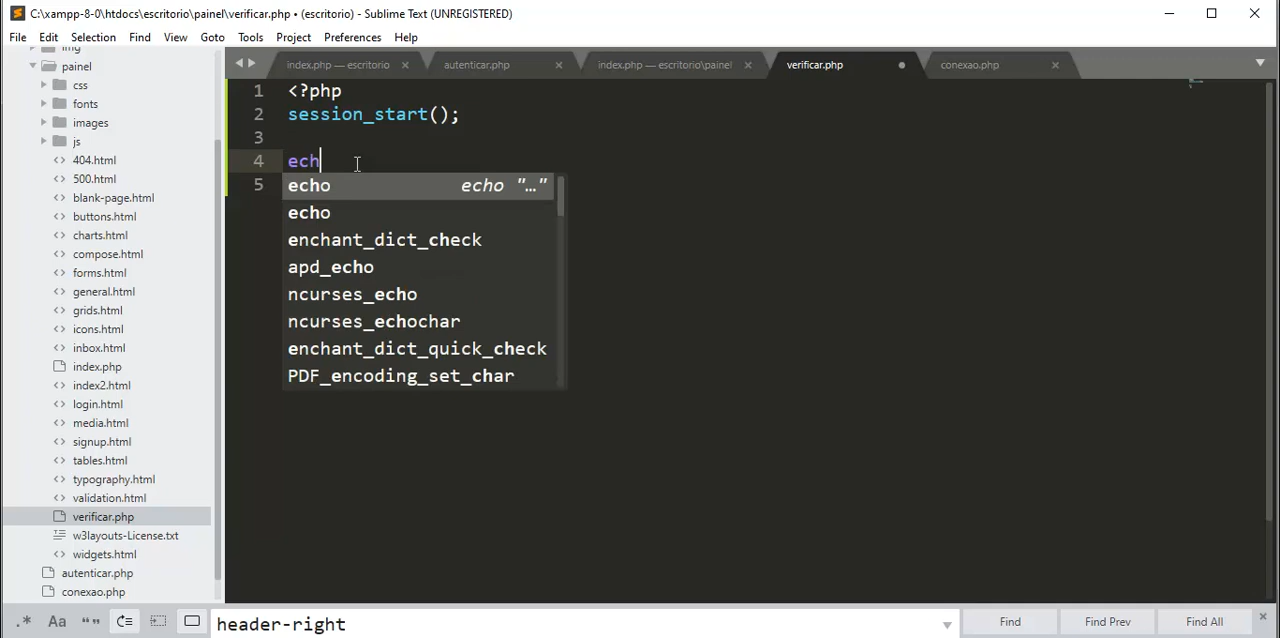 C:\xampp-8-0\htdocs\escritorio\painel\verificar.php • (escritorio) - Sublime Text (UNREGISTERED)
File Edit Selection Find View Goto Tools Project Preferences Help
img
painel
css
fonts
images
js
404.html
500.html
blank-page.html
buttons.html
charts.html
compose.html
forms.html
general.html
grids.html
icons.html
inbox.html
index.php
index2.html
login.html
media.html
signup.html
tables.html
typography.html
validation.html
verificar.php
w3layouts-License.txt
widgets.html
autenticar.php
conexao.php
index.php — escritorio autenticar.php index.php — escritorio\painel verificar.php conexao.php
1 <?php
2 session_start();
3
4 ech
5
echo echo "…"
echo
enchant_dict_check
apd_echo
ncurses_echo
ncurses_echochar
enchant_dict_quick_check
PDF_encoding_set_char
.* Aa “” header-right Find Find Prev Find All